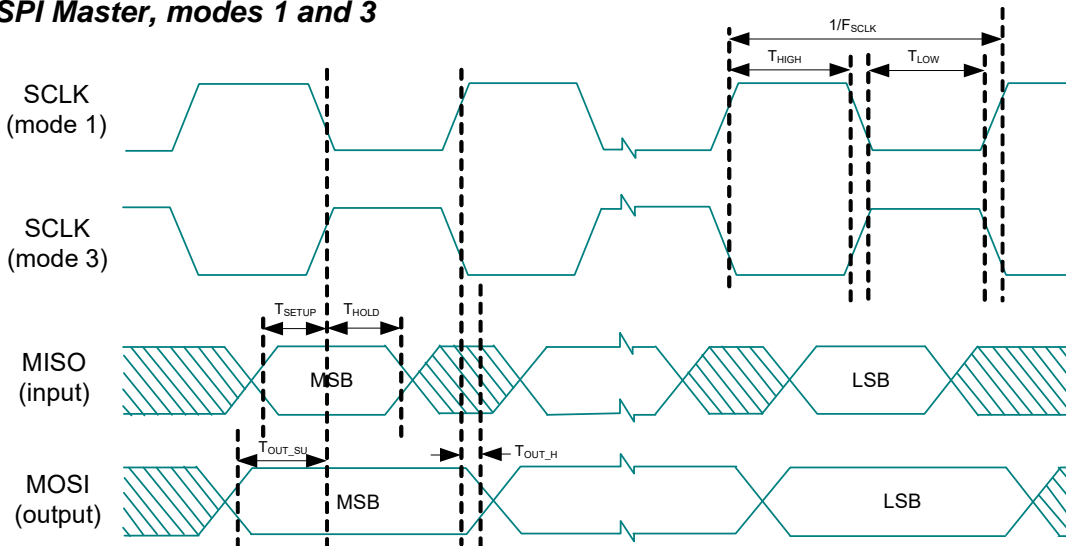 SPI Master, modes 1 and 3
1/FSCLK
THIGH
TLOW
SCLK
(mode 1)
SCLK
(mode 3)
TSETUP
THOLD
MISO
(input)
MSB
LSB
TOUT_SU
TOUT_H
MOSI
(output)
MSB
LSB